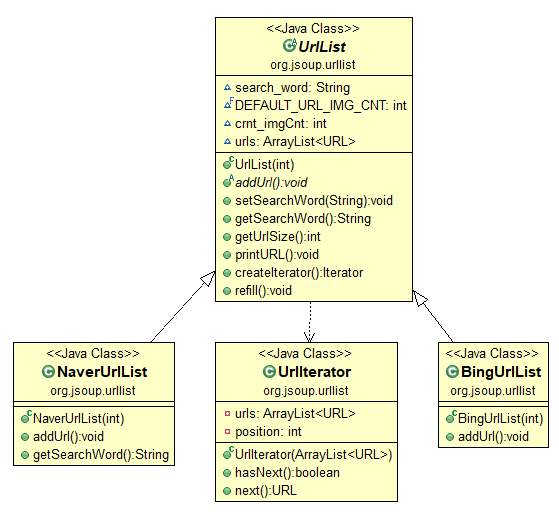 <<Java Class>>
UrlList
org.jsoup.urllist
search_word: String
DEFAULT_URL_IMG_CNT: int
crnt_imgCnt: int
urls: ArrayList<URL>
UrlList(int)
addUrl():void
setSearchWord(String):void
getSearchWord():String
getUrlSize():int
printURL():void
createIterator():Iterator
refill():void
<<Java Class>>
NaverUrlList
org.jsoup.urllist
NaverUrlList(int)
addUrl():void
getSearchWord():String
<<Java Class>>
UrlIterator
org.jsoup.urllist
urls: ArrayList<URL>
position: int
UrlIterator(ArrayList<URL>)
hasNext():boolean
next():URL
<<Java Class>>
BingUrlList
org.jsoup.urllist
BingUrlList(int)
addUrl():void